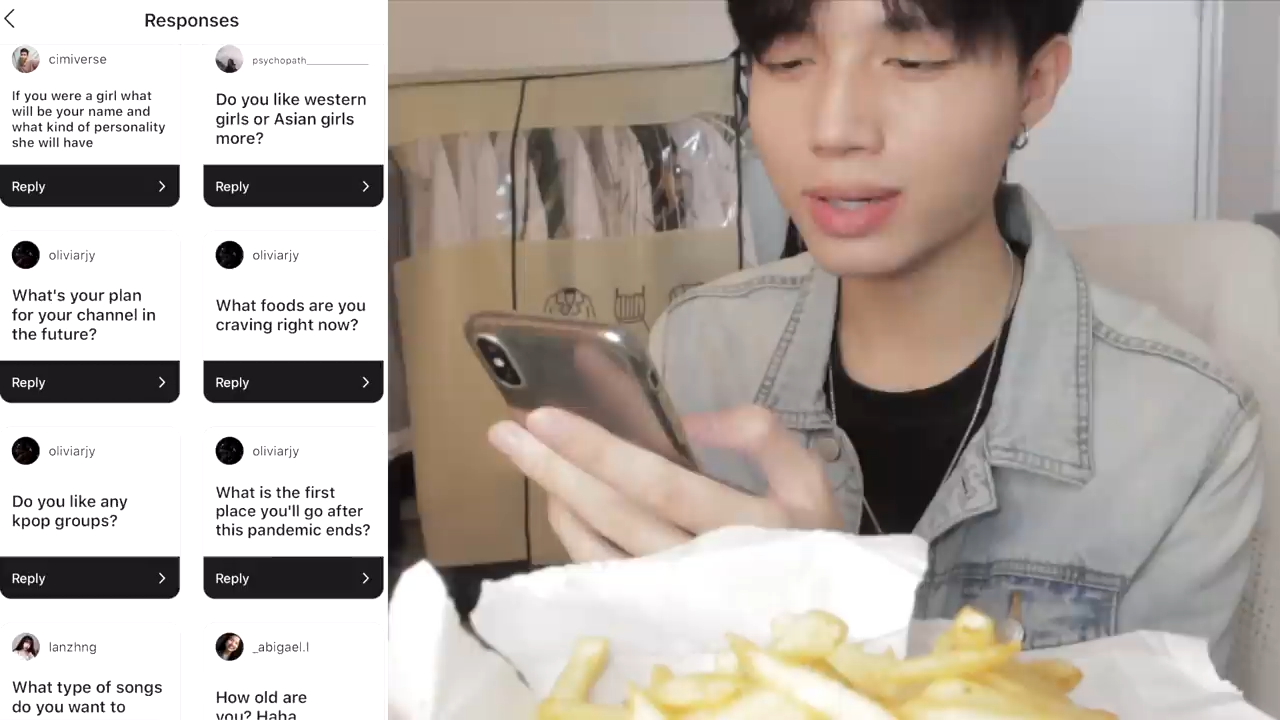 Responses
cimiverse
If you were a girl what
will be your name and
what kind of personality
she will have
Reply
psychopath______________
Do you like western
girls or Asian girls
more?
Reply
oliviarjy
What's your plan
for your channel in
the future?
Reply
oliviarjy
What foods are you
craving right now?
Reply
oliviarjy
Do you like any
kpop groups?
Reply
oliviarjy
What is the first
place you'll go after
this pandemic ends?
Reply
lanzhng
What type of songs
do you want to
_abigael.l
How old are
you? Haha